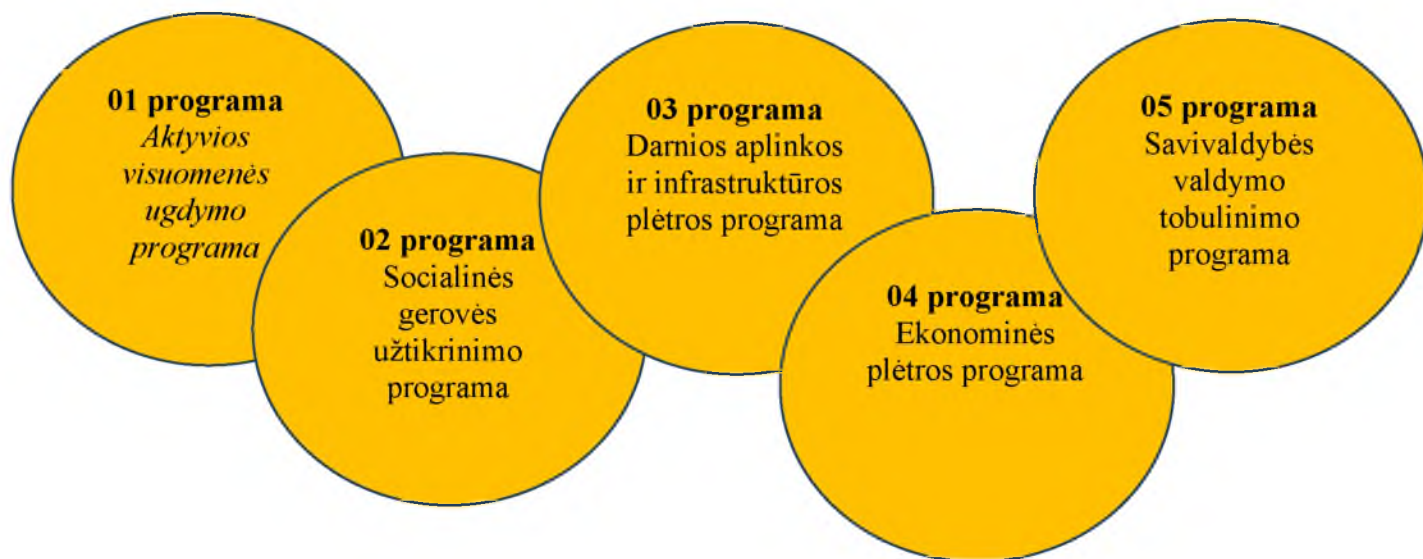 01 programa
Aktyvios
visuomenės
ugdymo
programa
02 programa
Socialinės
gerovės
užtikrinimo
programa
03 programa
Darnios aplinkos
ir infrastruktūros
plėtros programa
04 programa
Ekonominės
plėtros programa
05 programa
Savivaldybės
valdymo
tobulinimo
programa